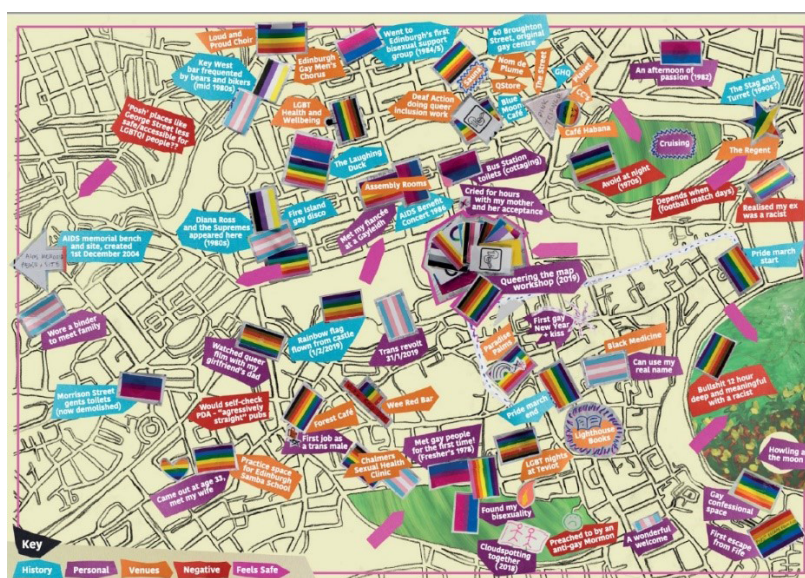 Loud and
Proud Choir
Edinburgh
Gay Men's
Chorus
Went to
Edinburgh's first
bisexual support
group (1984/5)
60 Broughton
Street, original
gay centre
Nom de
Plume
The Street
GHQ
Planet
CC's
QStore
Blue
Moon
Café
Café Habana
An afternoon of
passion (1982)
The Stag and
Turret (1990s?)
The Regent
Key West
bar frequented
by bears and bikers
(mid 1980s)
LGBT
Health and
Wellbeing
Deaf Action
doing queer
inclusion work
Sauna
Cruising
'Posh' places like
George Street less
safe/accessible for
LGBTQI people??
The Laughing
Duck
Assembly Rooms
Bus Station
toilets (cottaging)
Avoid at night
(1970s)
Depends when
(football match days)
Realised my ex
was a racist
Cried for hours
with my mother
and her acceptance
AIDS Benefit
Concert 1986
Met my fiancée
at a Gayleidh
Fire Island
gay disco
Diana Ross
and the Supremes
appeared here
(1980s)
AIDS memorial bench
and site, created
1st December 2004
Queering the map
workshop (2019)
Pride march
start
Wore a binder
to meet family
Rainbow flag
flown from castle
(1/2/2019)
Watched queer
film with my
girlfriend's dad
Trans revolt
31/1/2019
First gay
New Year
+ kiss
Paradise
Palms
Black Medicine
Can use my
real name
Bullshit 12 hour
deep and meaningful
with a racist
Morrison Street
gents toilets
(now demolished)
Would self-check
PDA - "agressively
straight" pubs
Forest Café
Wee Red Bar
Pride march
end
Lighthouse
Books
First job as
a trans male
Met gay people
for the first time!
(Fresher's 1978)
LGBT nights
at Teviot
Howling at
the moon
Came out at age 33,
met my wife
Practice space
for Edinburgh
Samba School
Chalmers
Sexual Health
Clinic
Found my
bisexuality
Gay
confessional
space
Cloudspotting
together
(2018)
Preached to by an
anti-gay Mormon
A wonderful
welcome
First escape
from Fife
Key
History
Personal
Venues
Negative
Feels Safe